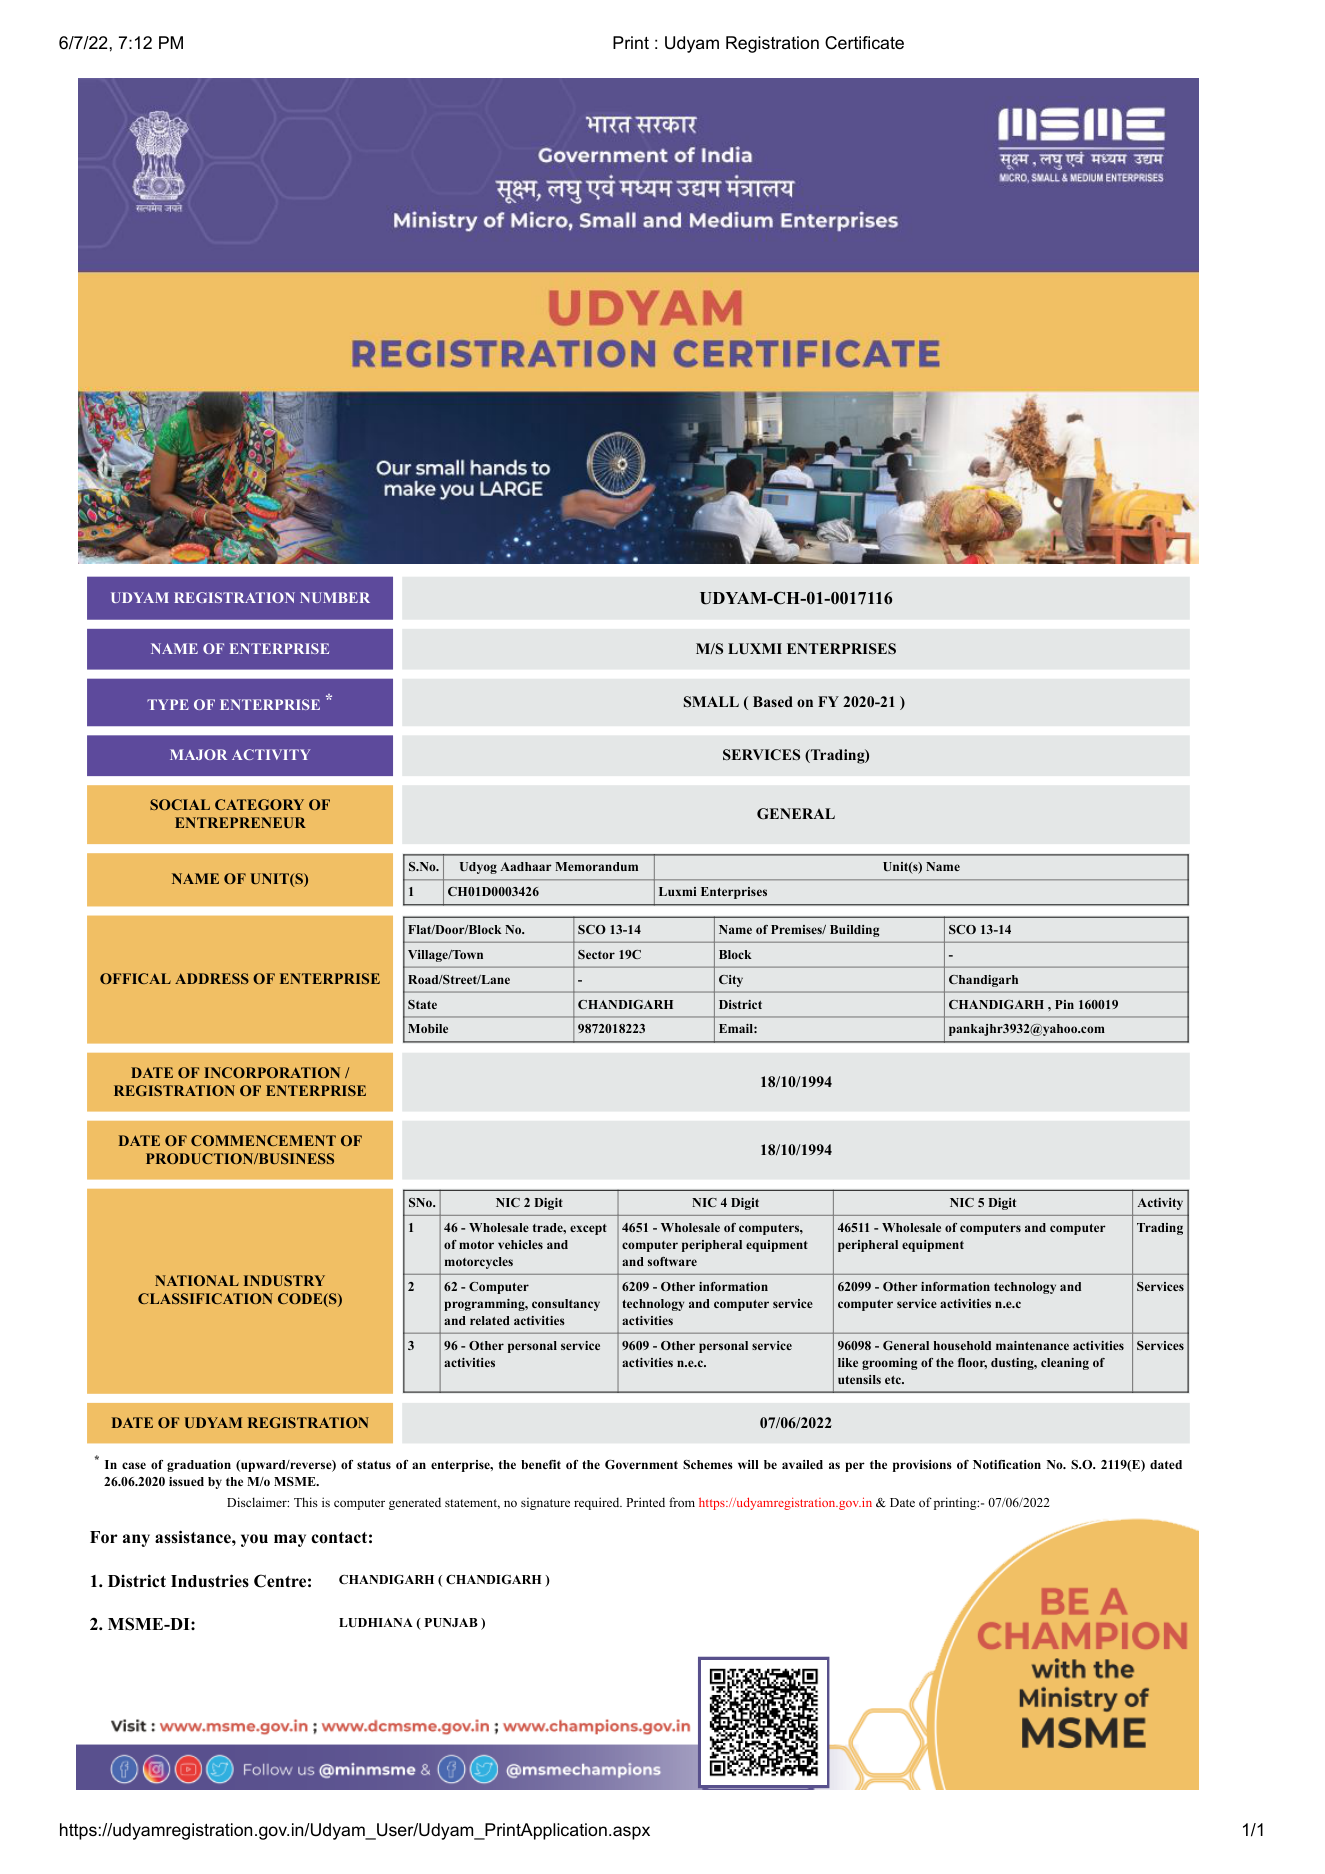 6/7/22, 7:12 PM
Print : Udyam Registration Certificate
सत्यमेव जयते
भारत सरकार
Government of India
सूक्ष्म, लघु एवं मध्यम उद्यम मंत्रालय
Ministry of Micro, Small and Medium Enterprises
MSME
सूक्ष्म , लघु एवं मध्यम उद्यम
MICRO, SMALL & MEDIUM ENTERPRISES
UDYAM
REGISTRATION CERTIFICATE
Our small hands to
make you LARGE
UDYAM REGISTRATION NUMBER
UDYAM-CH-01-0017116
NAME OF ENTERPRISE
M/S LUXMI ENTERPRISES
TYPE OF ENTERPRISE *
SMALL ( Based on FY 2020-21 )
MAJOR ACTIVITY
SERVICES (Trading)
SOCIAL CATEGORY OF
ENTREPRENEUR
GENERAL
NAME OF UNIT(S)
S.No. Udyog Aadhaar Memorandum Unit(s) Name
1 CH01D0003426 Luxmi Enterprises
OFFICAL ADDRESS OF ENTERPRISE
Flat/Door/Block No. SCO 13-14 Name of Premises/ Building SCO 13-14
Village/Town Sector 19C Block -
Road/Street/Lane - City Chandigarh
State CHANDIGARH District CHANDIGARH , Pin 160019
Mobile 9872018223 Email: pankajhr3932@yahoo.com
DATE OF INCORPORATION /
REGISTRATION OF ENTERPRISE
18/10/1994
DATE OF COMMENCEMENT OF
PRODUCTION/BUSINESS
18/10/1994
NATIONAL INDUSTRY
CLASSIFICATION CODE(S)
SNo. NIC 2 Digit NIC 4 Digit NIC 5 Digit Activity
1 46 - Wholesale trade, except 4651 - Wholesale of computers, 46511 - Wholesale of computers and computer Trading
of motor vehicles and computer peripheral equipment peripheral equipment
motorcycles and software
2 62 - Computer 6209 - Other information 62099 - Other information technology and Services
programming, consultancy technology and computer service computer service activities n.e.c
and related activities activities
3 96 - Other personal service 9609 - Other personal service 96098 - General household maintenance activities Services
activities activities n.e.c. like grooming of the floor, dusting, cleaning of
utensils etc.
DATE OF UDYAM REGISTRATION
07/06/2022
* In case of graduation (upward/reverse) of status of an enterprise, the benefit of the Government Schemes will be availed as per the provisions of Notification No. S.O. 2119(E) dated
26.06.2020 issued by the M/o MSME.
Disclaimer: This is computer generated statement, no signature required. Printed from https://udyamregistration.gov.in & Date of printing:- 07/06/2022
For any assistance, you may contact:
1. District Industries Centre: CHANDIGARH ( CHANDIGARH )
2. MSME-DI: LUDHIANA ( PUNJAB )
BE A
CHAMPION
with the
Ministry of
MSME
Visit : www.msme.gov.in ; www.dcmsme.gov.in ; www.champions.gov.in
Follow us @minmsme & @msmechampions
https://udyamregistration.gov.in/Udyam_User/Udyam_PrintApplication.aspx
1/1